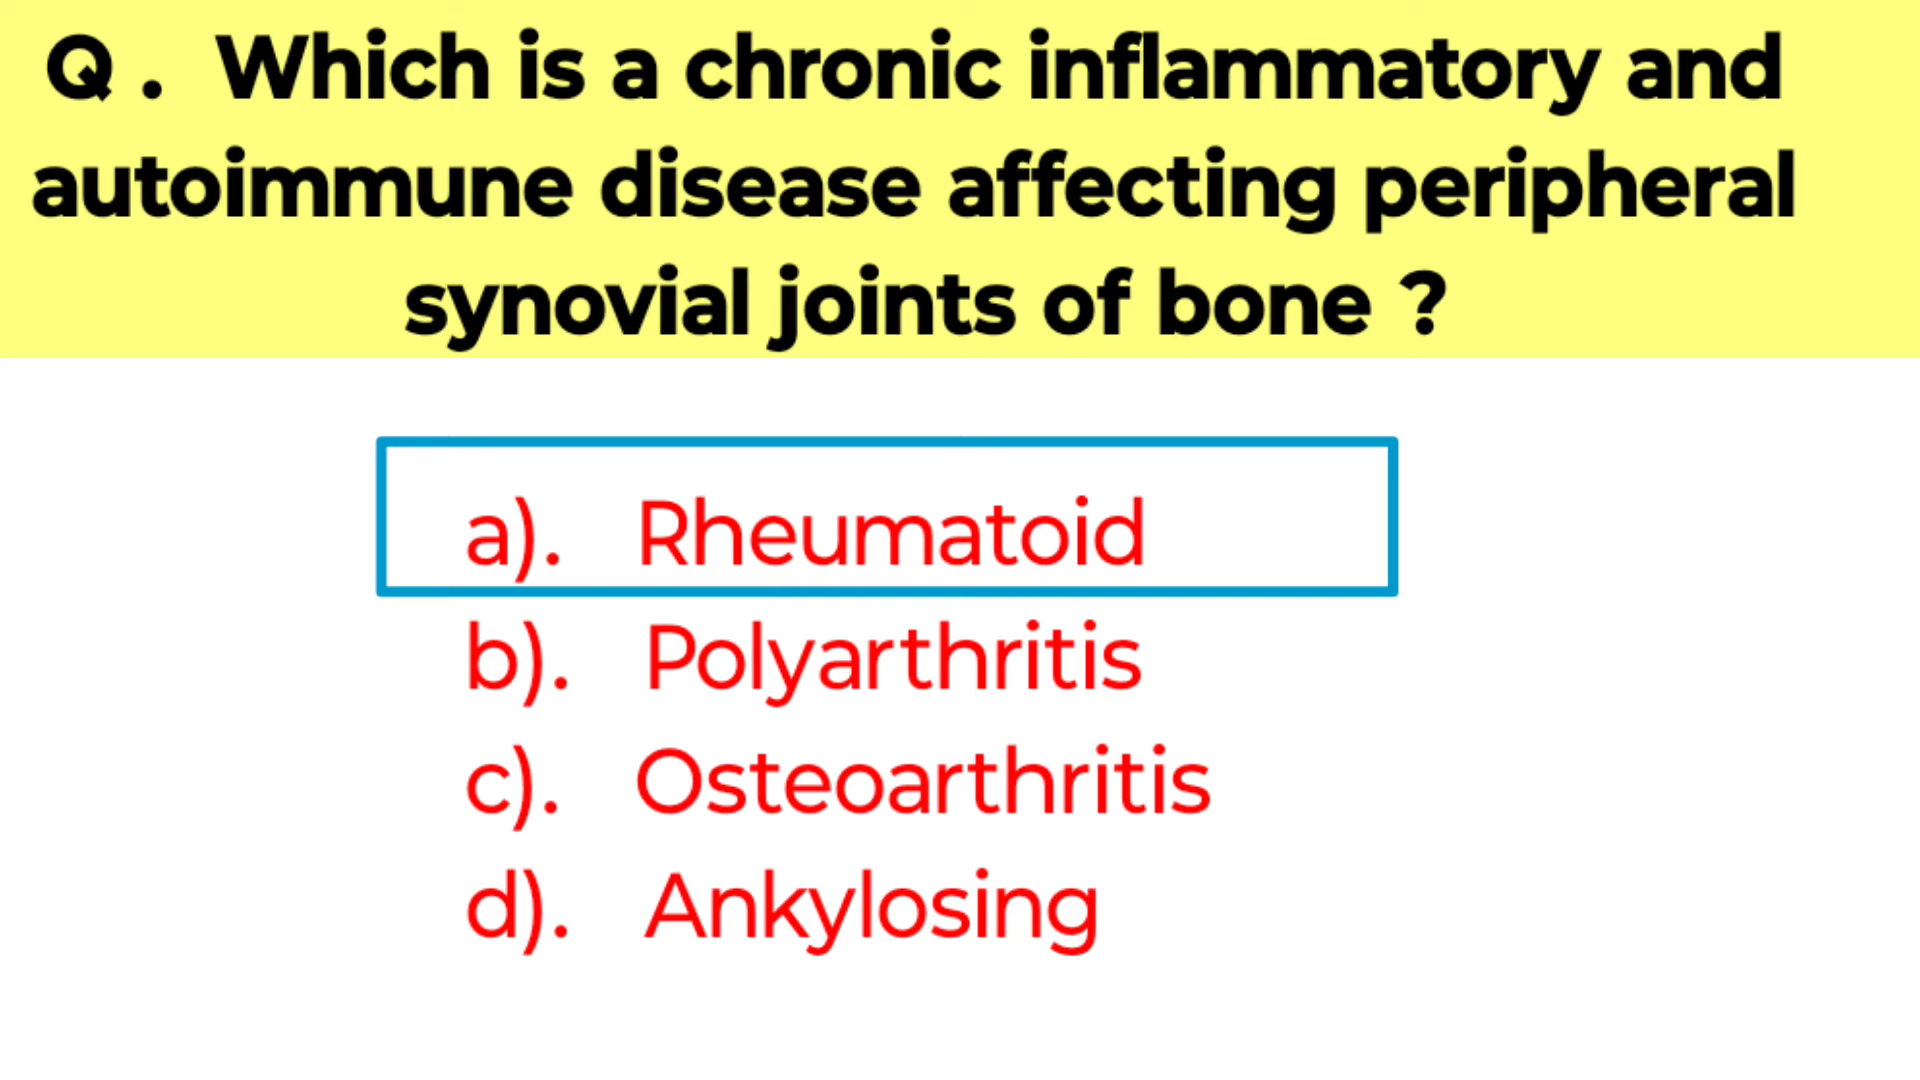 Q . Which is a chronic inflammatory and
autoimmune disease affecting peripheral
synovial joints of bone ?
a). Rheumatoid
b). Polyarthritis
c). Osteoarthritis
d). Ankylosing